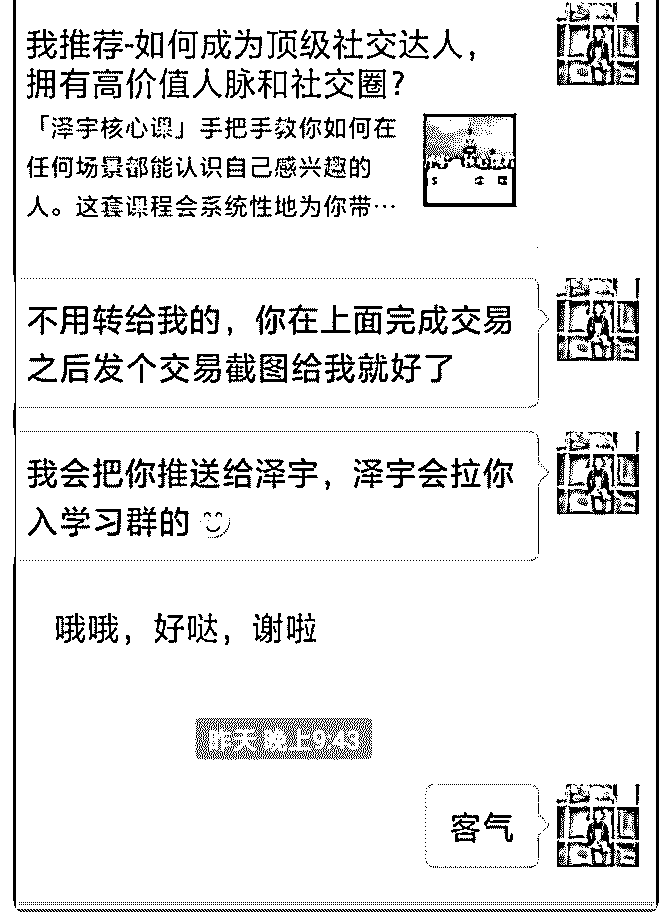 我推荐-如何成为顶级社交达人，
拥有高价值人脉和社交圈？
「泽宇核心课」手把手教你如何在
任何场景都能认识自己感兴趣的
人。这套课程会系统性地为你带…
不用转给我的，你在上面完成交易
之后发个交易截图给我就好了
我会把你推送给泽宇，泽宇会拉你
入学习群的
哦哦，好哒，谢啦
昨天 晚上9:43
客气